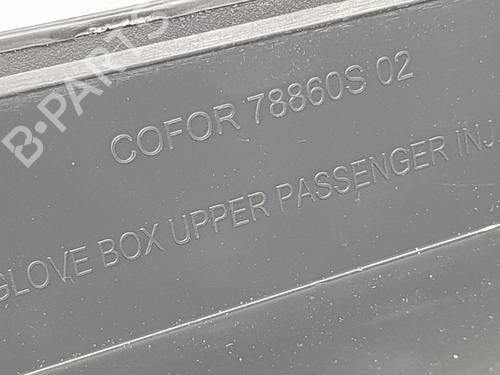 B-PARTS
COFOR 78860S 02
GLOVE BOX UPPER PASSENGER INJ